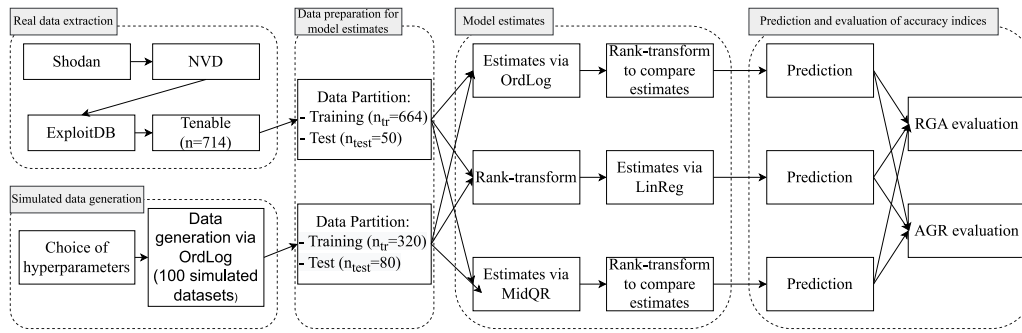 Real data extraction
Shodan
NVD
ExploitDB
Tenable
(n=714)
Simulated data generation
Choice of
hyperparameters
Data
generation via
OrdLog
(100 simulated
datasets)
Data preparation for
model estimates
Data Partition:
- Training (ntr=664)
- Test (ntest=50)
Data Partition:
- Training (ntr=320)
- Test (ntest=80)
Model estimates
Estimates via
OrdLog
Rank-transform
to compare
estimates
Rank-transform
Estimates via
LinReg
Estimates via
MidQR
Rank-transform
to compare
estimates
Prediction and evaluation of accuracy indices
Prediction
Prediction
Prediction
RGA evaluation
AGR evaluation